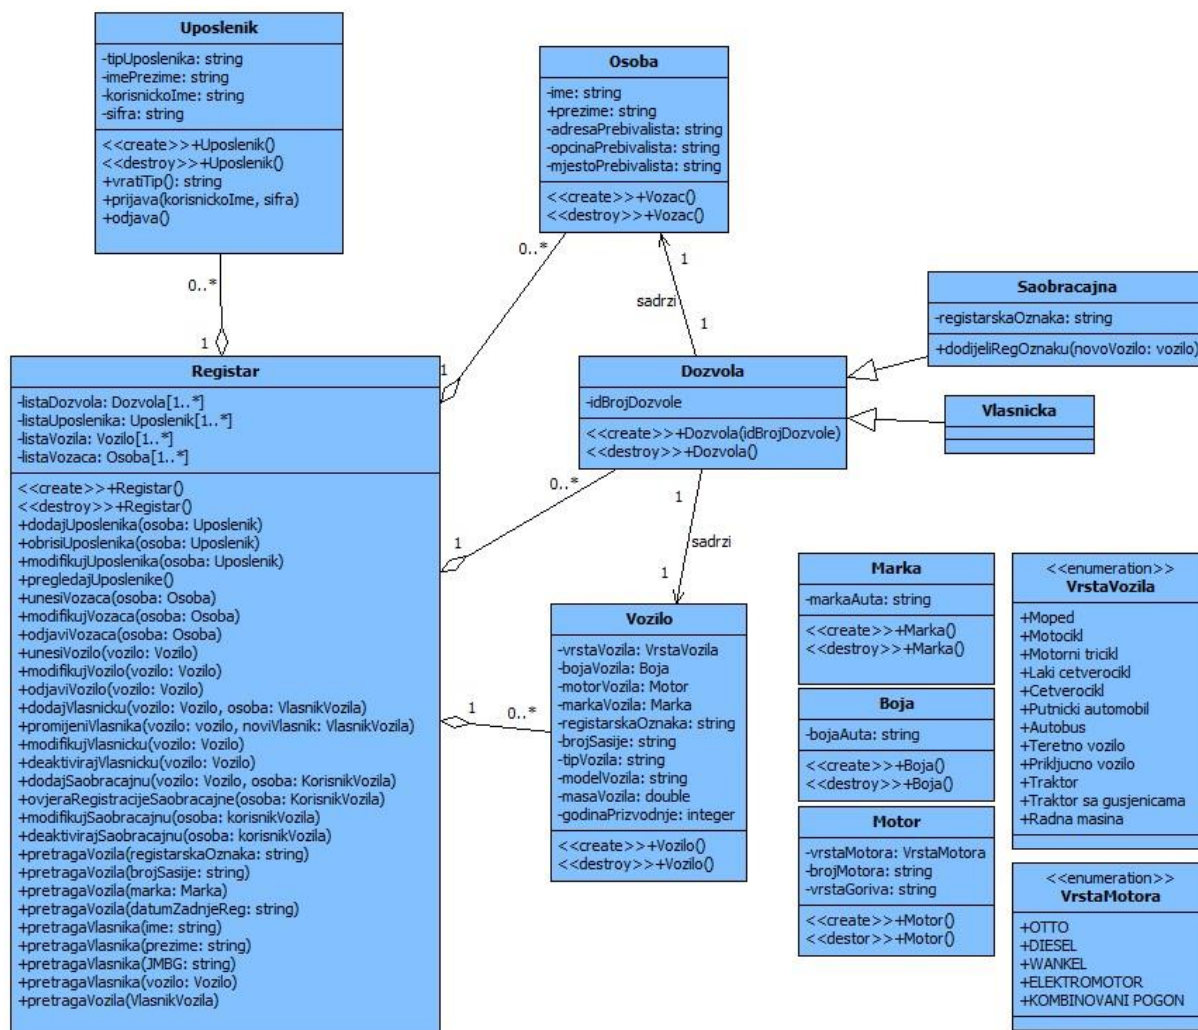 Uposlenik
-tipUposlenika: string
-imePrezime: string
-korisnickoIme: string
-sifra: string
<<create>>+Uposlenik()
<<destroy>>+Uposlenik()
+vratiTip(): string
+prijava(korisnickoIme, sifra)
+odjava()
0..*
1
Osoba
-ime: string
+prezime: string
-adresaPrebivalista: string
-opcinaPrebivalista: string
-mjestoPrebivalista: string
<<create>>+Vozac()
<<destroy>>+Vozac()
0..*
1
1
sadrzi
1
Saobracajna
-registarskaOznaka: string
+dodijeliRegOznaku(novoVozilo: vozilo)
Registar
-listaDozvola: Dozvola[1..*]
-listaUposlenika: Uposlenik[1..*]
-listaVozila: Vozilo[1..*]
-listaVozaca: Osoba[1..*]
<<create>>+Registar()
<<destroy>>+Registar()
+dodajUposlenika(osoba: Uposlenik)
+obrisiUposlenika(osoba: Uposlenik)
+modifikujUposlenika(osoba: Uposlenik)
+pregledajUposlenike()
+unesiVozaca(osoba: Osoba)
+modifikujVozaca(osoba: Osoba)
+odjaviVozaca(osoba: Osoba)
+unesiVozilo(vozilo: Vozilo)
+modifikujVozilo(vozilo: Vozilo)
+odjaviVozilo(vozilo: Vozilo)
+dodajVlasnicku(vozilo: Vozilo, osoba: VlasnikVozila)
+promijeniVlasnika(vozilo: vozilo, noviVlasnik: VlasnikVozila)
+modifikujVlasnicku(vozilo: Vozilo)
+deaktivirajVlasnicku(vozilo: Vozilo)
+dodajSaobracajnu(vozilo: Vozilo, osoba: KorisnikVozila)
+ovjeraRegistracijeSaobracajne(osoba: KorisnikVozila)
+modifikujSaobracajnu(osoba: korisnikVozila)
+deaktivirajSaobracajnu(osoba: korisnikVozila)
+pretragaVozila(registarskaOznaka: string)
+pretragaVozila(brojSasije: string)
+pretragaVozila(marka: Marka)
+pretragaVozila(datumZadnjeReg: string)
+pretragaVlasnika(ime: string)
+pretragaVlasnika(prezime: string)
+pretragaVlasnika(JMBG: string)
+pretragaVlasnika(vozilo: Vozilo)
+pretragaVozila(VlasnikVozila)
Dozvola
-idBrojDozvole
<<create>>+Dozvola(idBrojDozvole)
<<destroy>>+Dozvola()
Vlasnicka
0..*
1
1
sadrzi
1
1
0..*
Vozilo
-vrstaVozila: VrstaVozila
-bojaVozila: Boja
-motorVozila: Motor
-markaVozila: Marka
-registarskaOznaka: string
-brojSasije: string
-tipVozila: string
-modelVozila: string
-masaVozila: double
-godinaPrizvodnje: integer
<<create>>+Vozilo()
<<destroy>>+Vozilo()
Marka
-markaAuta: string
<<create>>+Marka()
<<destroy>>+Marka()
Boja
-bojaAuta: string
<<create>>+Boja()
<<destroy>>+Boja()
Motor
-vrstaMotora: VrstaMotora
-brojMotora: string
-vrstaGoriva: string
<<create>>+Motor()
<<destor>>+Motor()
<<enumeration>>
VrstaVozila
+Moped
+Motocikl
+Motorni tricikl
+Laki cetverocikl
+Cetverocikl
+Putnicki automobil
+Autobus
+Teretno vozilo
+Prikljucno vozilo
+Traktor
+Traktor sa gusjenicama
+Radna masina
<<enumeration>>
VrstaMotora
+OTTO
+DIESEL
+WANKEL
+ELEKTROMOTOR
+KOMBINOVANI POGON